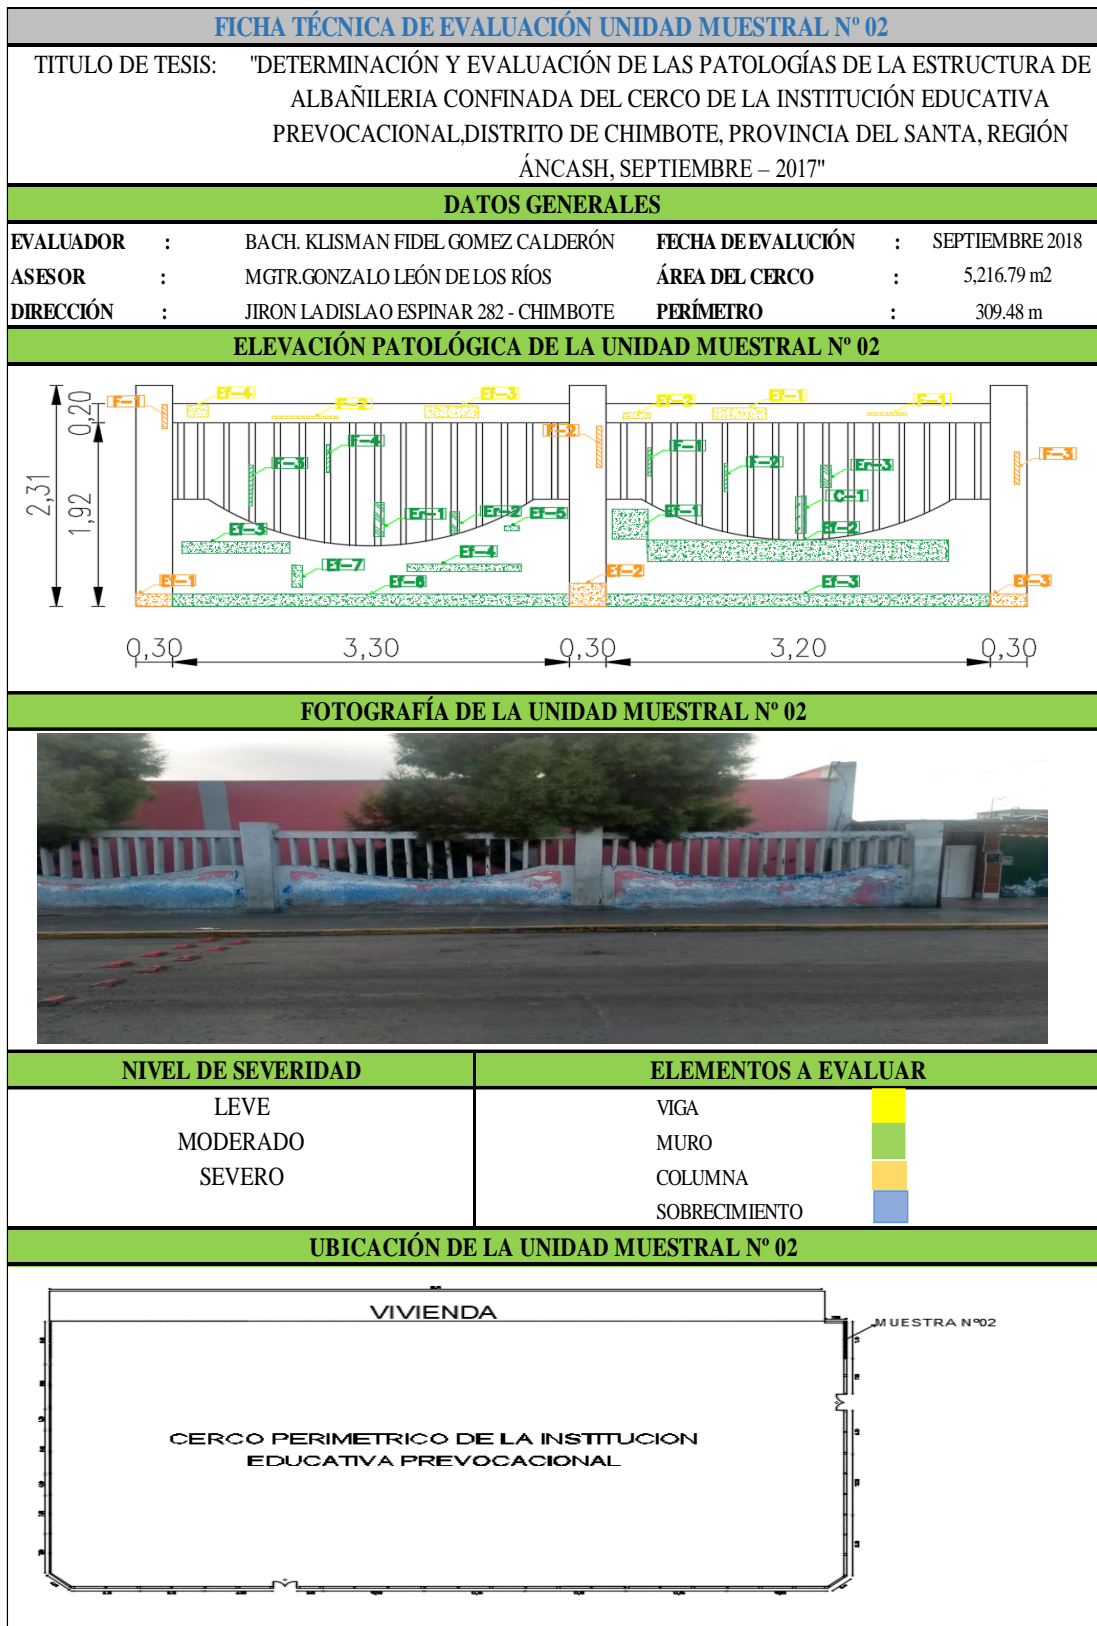 FICHA TÉCNICA DE EVALUACIÓN UNIDAD MUESTRAL Nº 02
TITULO DE TESIS: "DETERMINACIÓN Y EVALUACIÓN DE LAS PATOLOGÍAS DE LA ESTRUCTURA DE
ALBAÑILERIA CONFINADA DEL CERCO DE LA INSTITUCIÓN EDUCATIVA
PREVOCACIONAL,DISTRITO DE CHIMBOTE, PROVINCIA DEL SANTA, REGIÓN
ÁNCASH, SEPTIEMBRE – 2017"
DATOS GENERALES
EVALUADOR : BACH. KLISMAN FIDEL GOMEZ CALDERÓN FECHA DE EVALUCIÓN : SEPTIEMBRE 2018
ASESOR : MGTR.GONZALO LEÓN DE LOS RÍOS ÁREA DEL CERCO : 5,216.79 m2
DIRECCIÓN : JIRON LADISLAO ESPINAR 282 - CHIMBOTE PERÍMETRO : 309.48 m
ELEVACIÓN PATOLÓGICA DE LA UNIDAD MUESTRAL Nº 02
Ef-4 Ef-3 Ef-2 Ef-1 F-1
F-1 F-2
0,20
F-4 F-2 F-1 F-3
F-3 F-2 Er-3
2,31
1,92
Er-1 Er-2 Ef-5 Ef-1 C-1
Ef-3 Ef-2
Ef-7 Ef-4
Ef-1 Ef-6 Ef-2 Ef-3 Ef-3
0,30 3,30 0,30 3,20 0,30
FOTOGRAFÍA DE LA UNIDAD MUESTRAL Nº 02
NIVEL DE SEVERIDAD ELEMENTOS A EVALUAR
LEVE VIGA
MODERADO MURO
SEVERO COLUMNA
SOBRECIMIENTO
UBICACIÓN DE LA UNIDAD MUESTRAL Nº 02
VIVIENDA
MUESTRA Nº02
CERCO PERIMETRICO DE LA INSTITUCION
EDUCATIVA PREVOCACIONAL